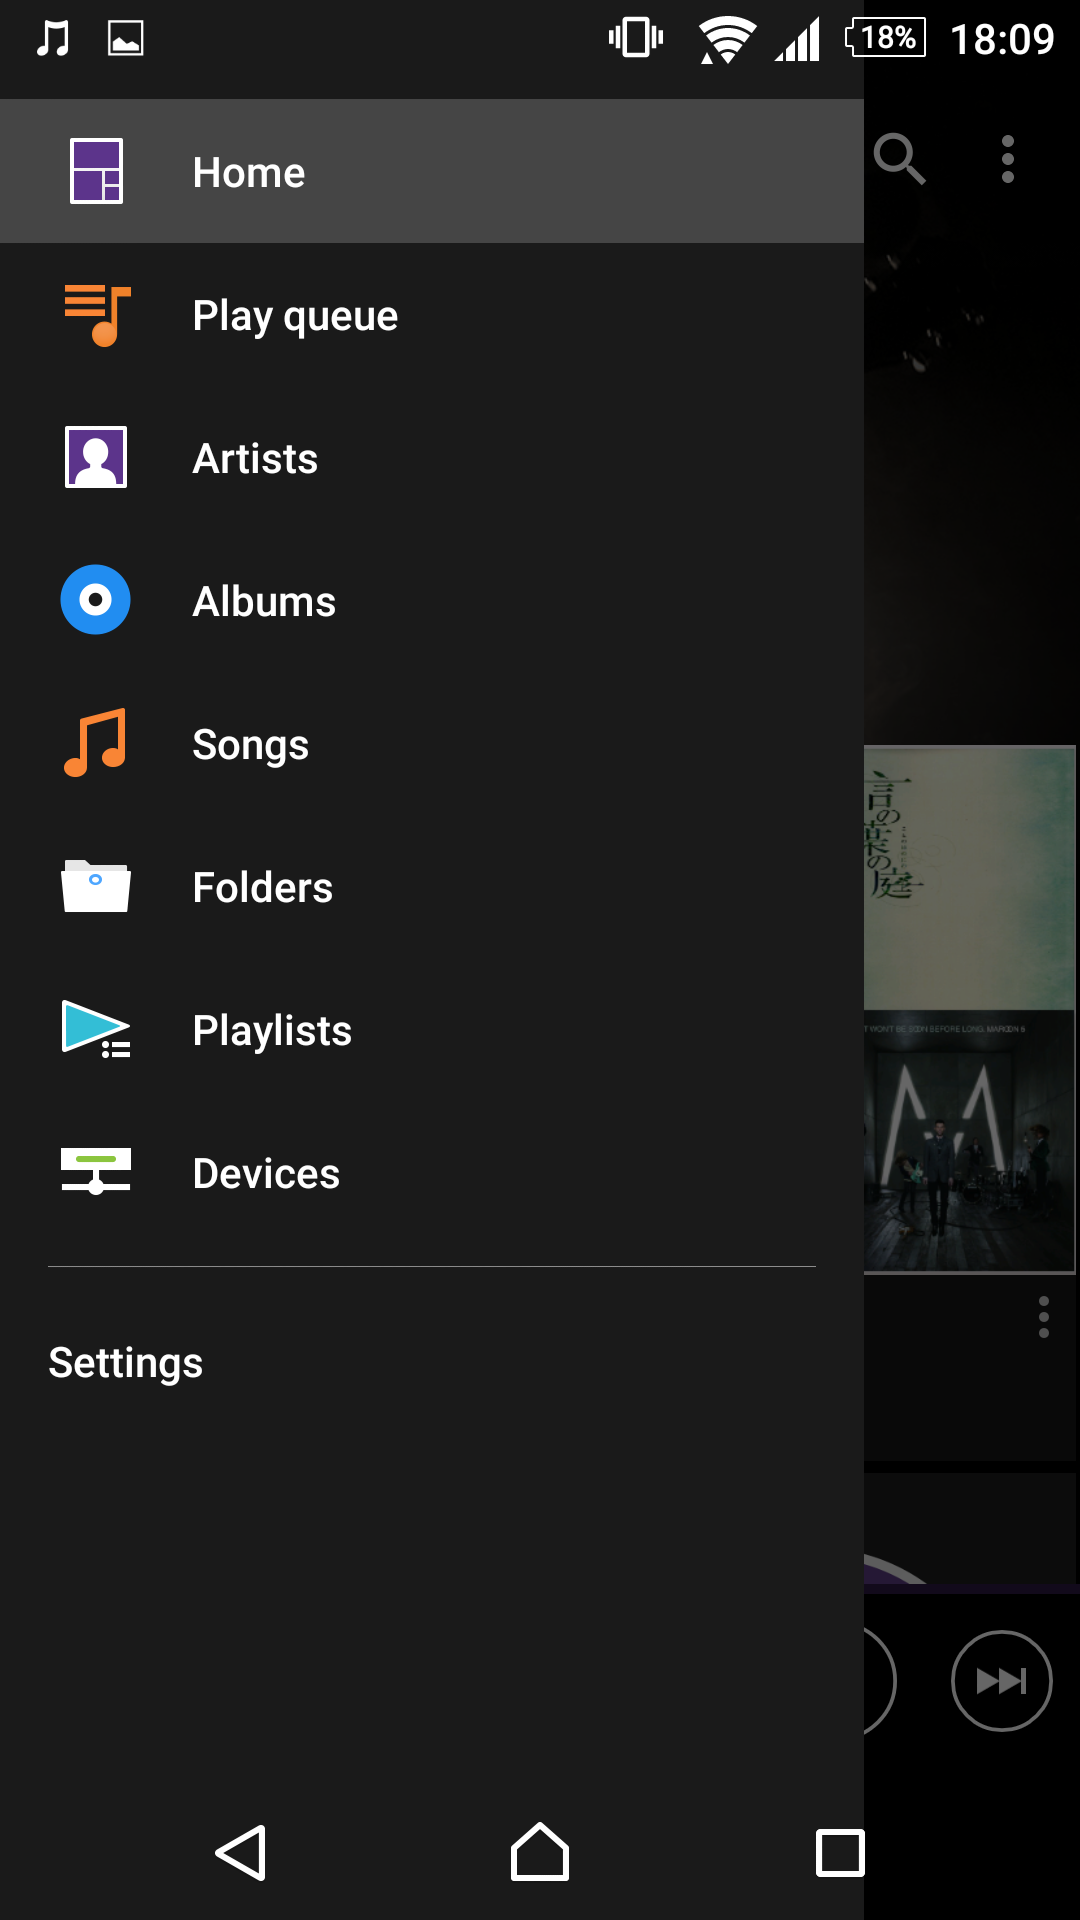 18%
18:09
Home
Play queue
Artists
Albums
Songs
言
の
葉
の
庭
Folders
T WON'T BE SOON BEFORE LONG. MAROON 5
Playlists
Devices
Settings